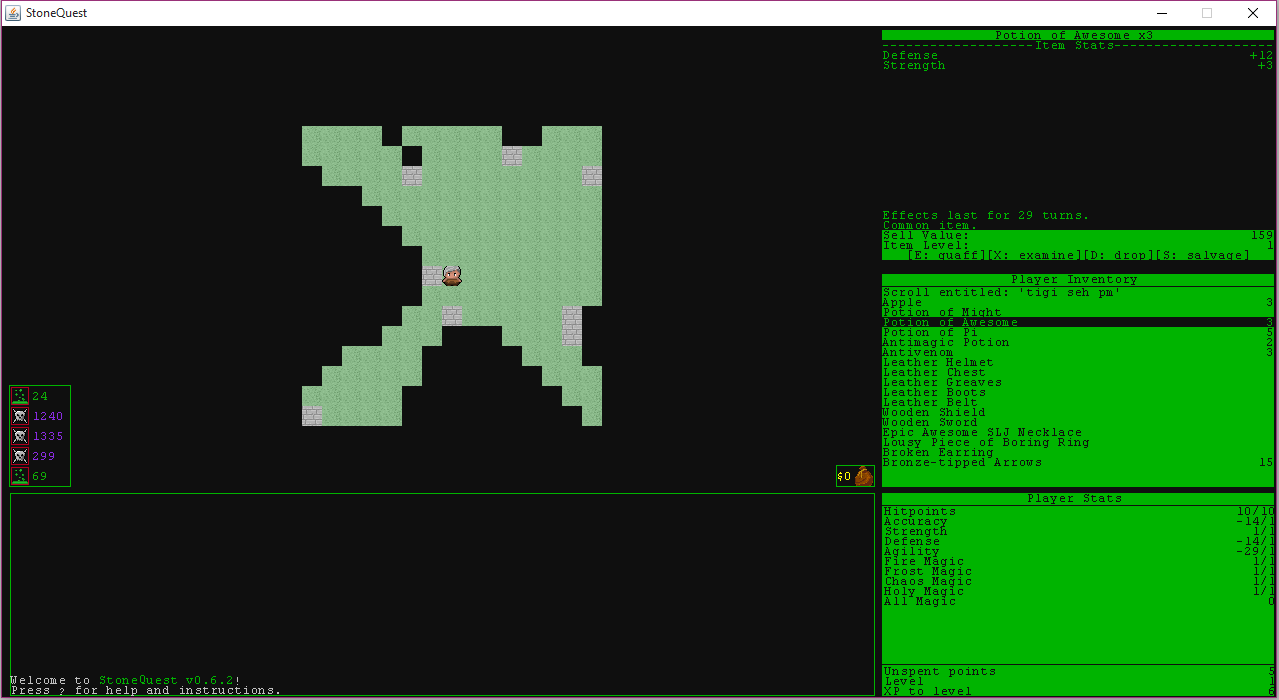 StoneQuest
Potion of Awesome x3
Item Stats
Defense +12
Strength +3
Effects last for 29 turns.
Common item.
Sell Value: 159
Item Level: 1
[E: quaff][X: examine][D: drop][S: salvage]
Player Inventory
Scroll entitled: 'tigi seh pm'
Apple 3
Potion of Might
Potion of Awesome 3
Potion of Pi 5
Antimagic Potion 2
Antivenom 3
Leather Helmet
Leather Chest
Leather Greaves
Leather Boots
Leather Belt
Wooden Shield
Wooden Sword
Epic Awesome SLJ Necklace
Lousy Piece of Boring Ring
Broken Earring
Bronze-tipped Arrows 15
24
1240
1335
299
69
$0
Player Stats
Hitpoints 10/10
Accuracy -14/1
Strength 1/1
Defense -14/1
Agility -29/1
Fire Magic 1/1
Frost Magic 1/1
Chaos Magic 1/1
Holy Magic 1/1
All Magic 0
Unspent points 5
Level 1
XP to level 6
Welcome to StoneQuest v0.6.2!
Press ? for help and instructions.